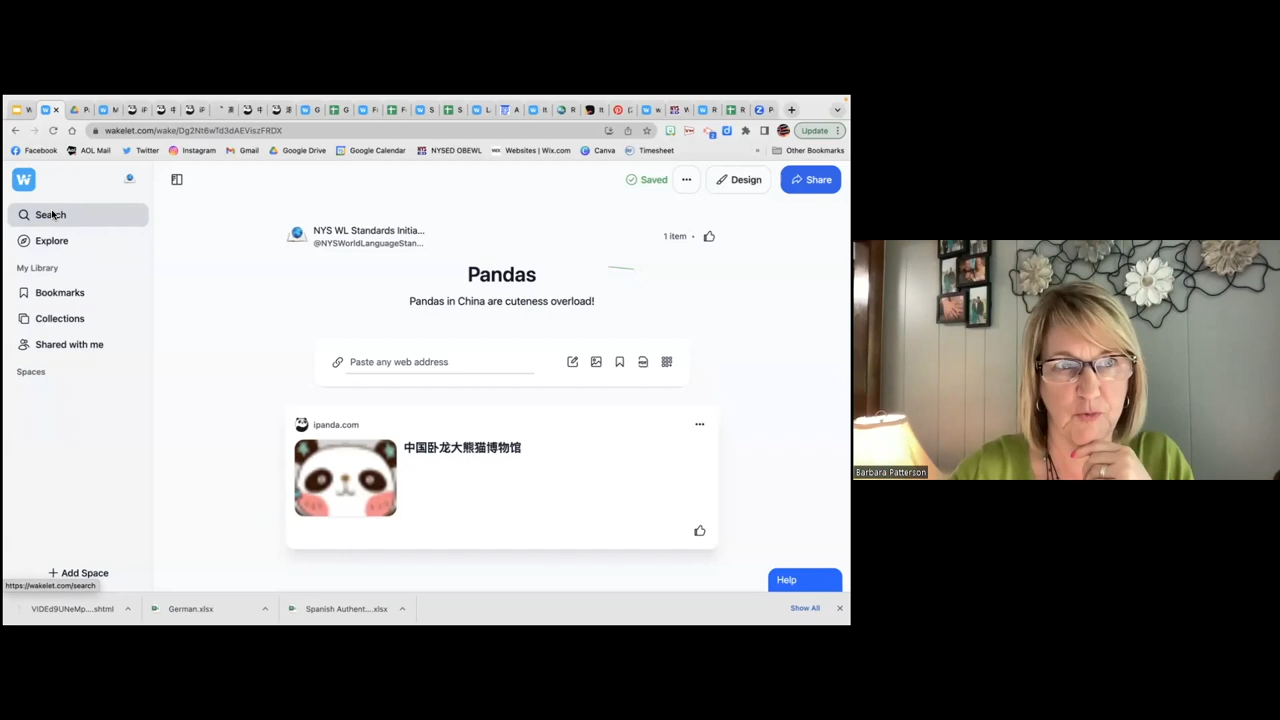 wakelet.com/wake/Dg2Nt6wTd3dAEViszFRDX
Update
Facebook
AOL Mail
Twitter
Instagram
Gmail
Google Drive
Google Calendar
NYSED OBEWL
Websites | Wix.com
Canva
Timesheet
»
Other Bookmarks
Saved
Design
Share
Search
Explore
My Library
Bookmarks
Collections
Shared with me
Spaces
NYS WL Standards Initia...
@NYSWorldLanguageStan...
1 item
Pandas
Pandas in China are cuteness overload!
Paste any web address
ipanda.com
中国卧龙大熊猫博物馆
Barbara Patterson
+ Add Space
https://wakelet.com/search
Help
VIDEd9UNeMp....shtml
German.xlsx
Spanish Authent....xlsx
Show All